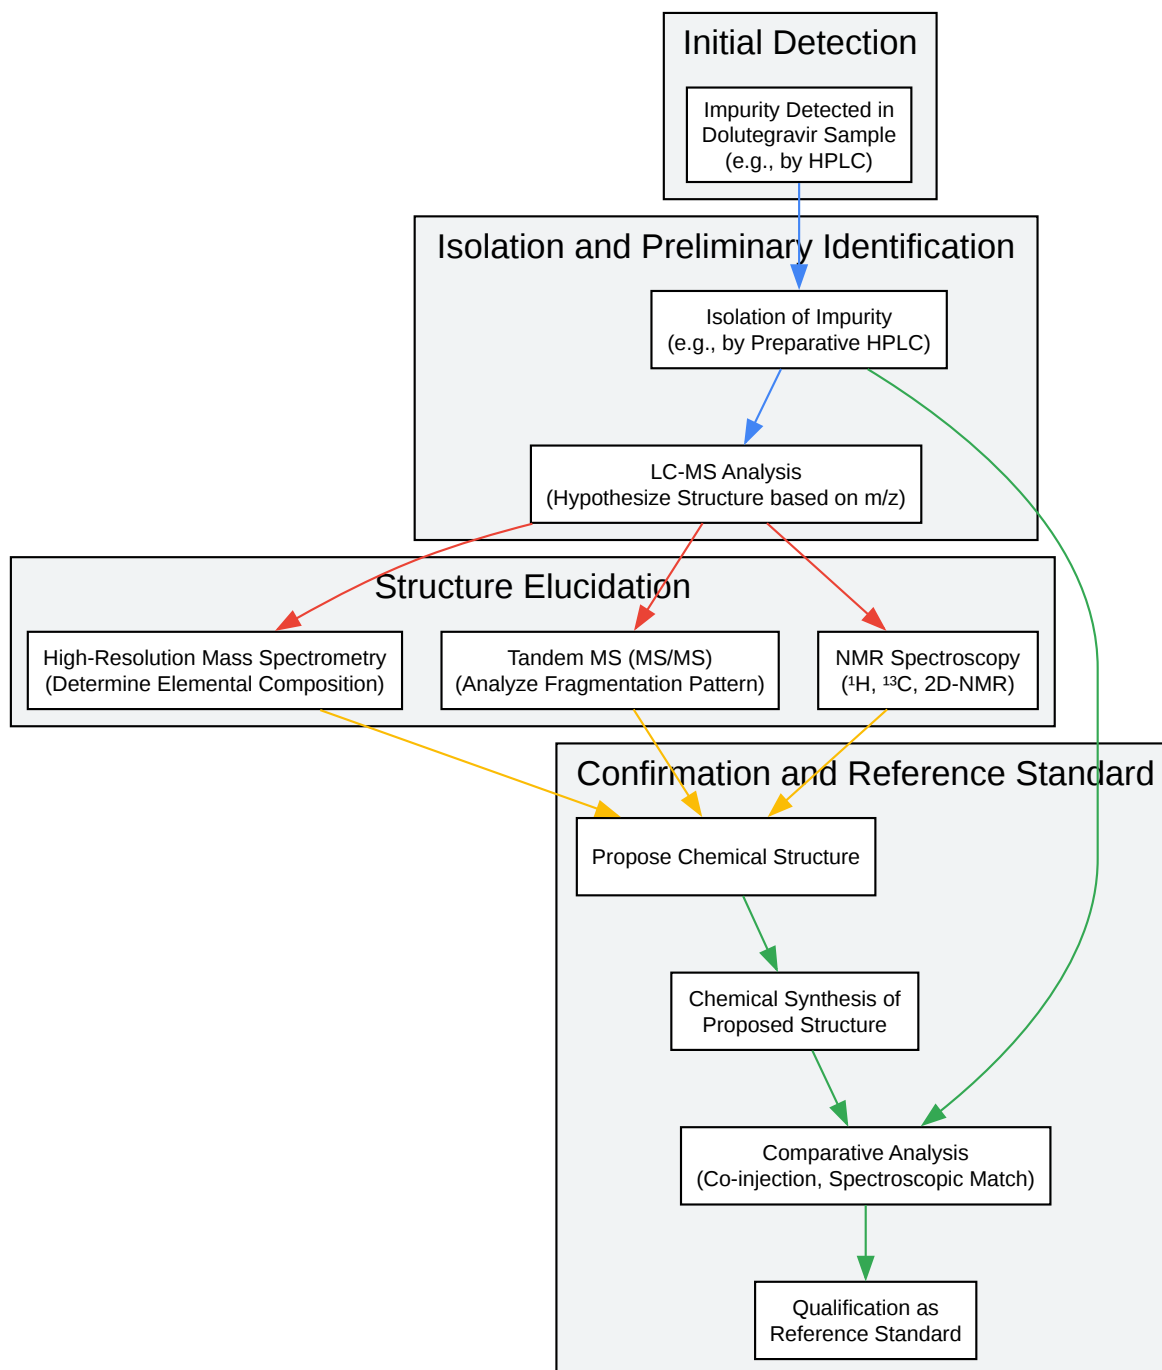 Initial Detection
Impurity Detected in
Dolutegravir Sample
(e.g., by HPLC)
Isolation and Preliminary Identification
Isolation of Impurity
(e.g., by Preparative HPLC)
LC-MS Analysis
(Hypothesize Structure based on m/z)
Structure Elucidation
High-Resolution Mass Spectrometry
(Determine Elemental Composition)
Tandem MS (MS/MS)
(Analyze Fragmentation Pattern)
NMR Spectroscopy
(¹H, ¹³C, 2D-NMR)
Confirmation and Reference Standard
Propose Chemical Structure
Chemical Synthesis of
Proposed Structure
Comparative Analysis
(Co-injection, Spectroscopic Match)
Qualification as
Reference Standard